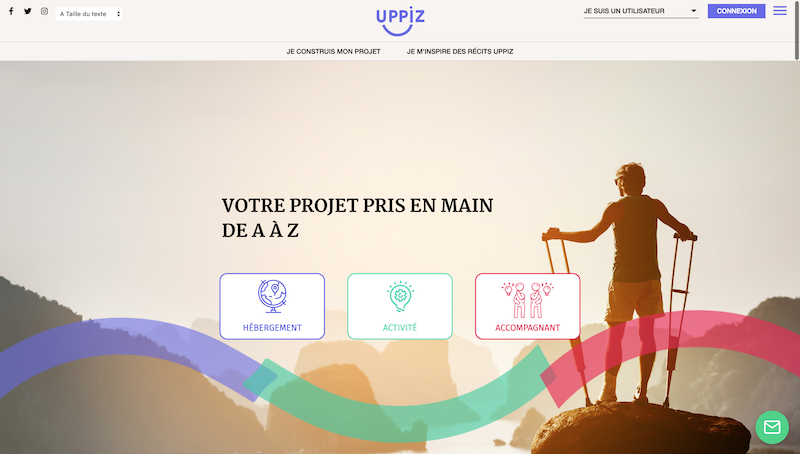 A Taille du texte
UPPIZ
JE SUIS UN UTILISATEUR
CONNEXION
JE CONSTRUIS MON PROJET
JE M'INSPIRE DES RÉCITS UPPIZ
VOTRE PROJET PRIS EN MAIN
DE A À Z
HÉBERGEMENT
ACTIVITÉ
ACCOMPAGNANT